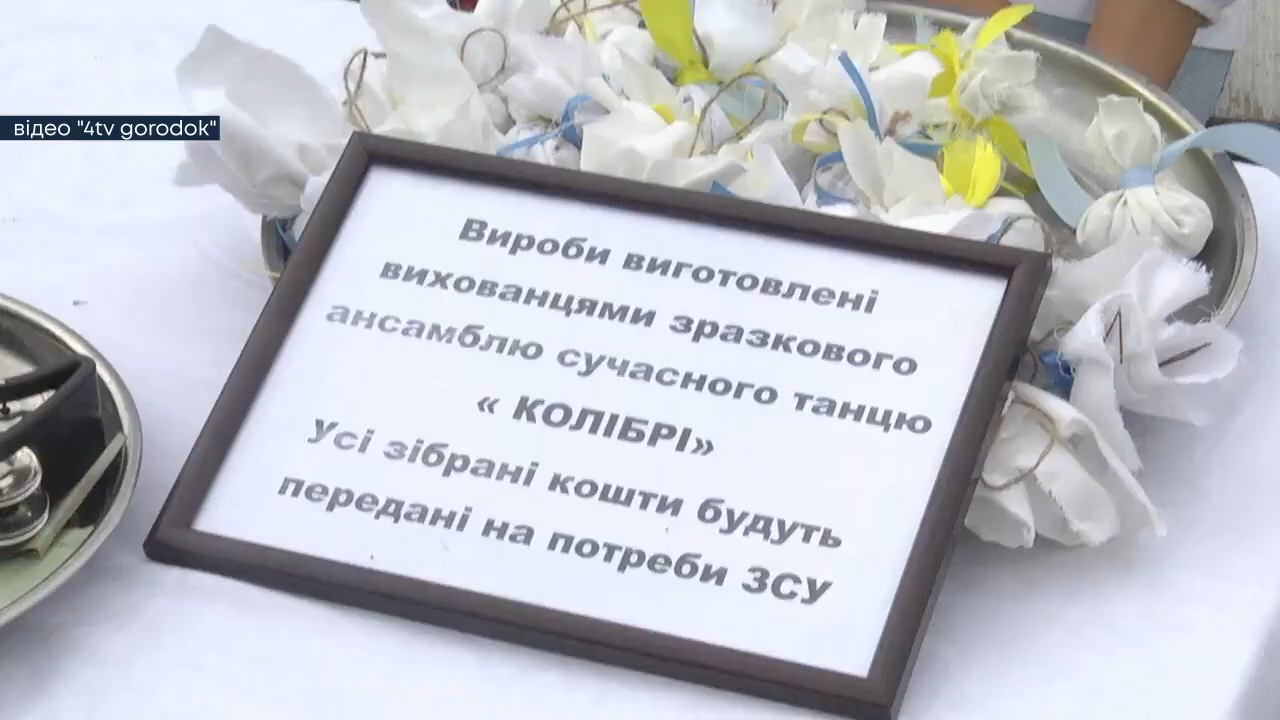 відео "4tv gorodok"
Вироби виготовлені
вихованцями зразкового
ансамблю сучасного танцю
« КОЛІБРІ»
Усі зібрані кошти будуть
передані на потреби ЗСУ